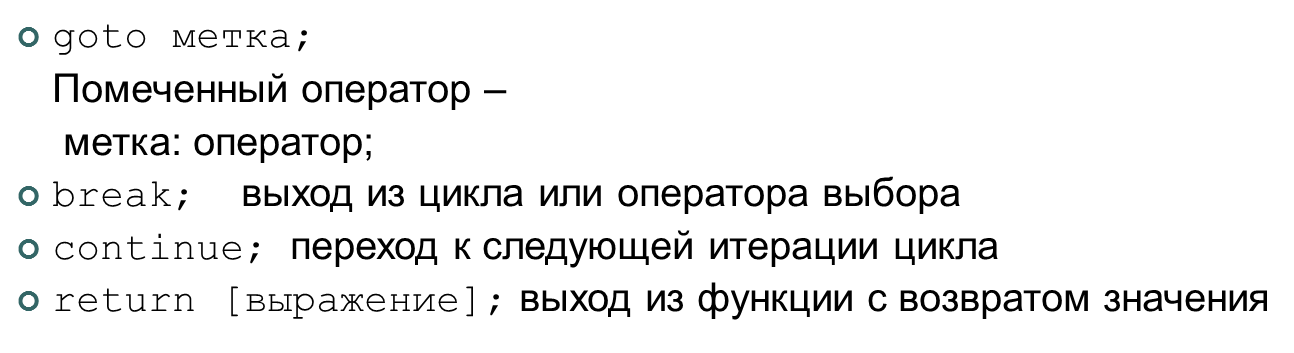 goto метка;
Помеченный оператор –
метка: оператор;
break; выход из цикла или оператора выбора
continue; переход к следующей итерации цикла
return [выражение]; выход из функции с возвратом значения